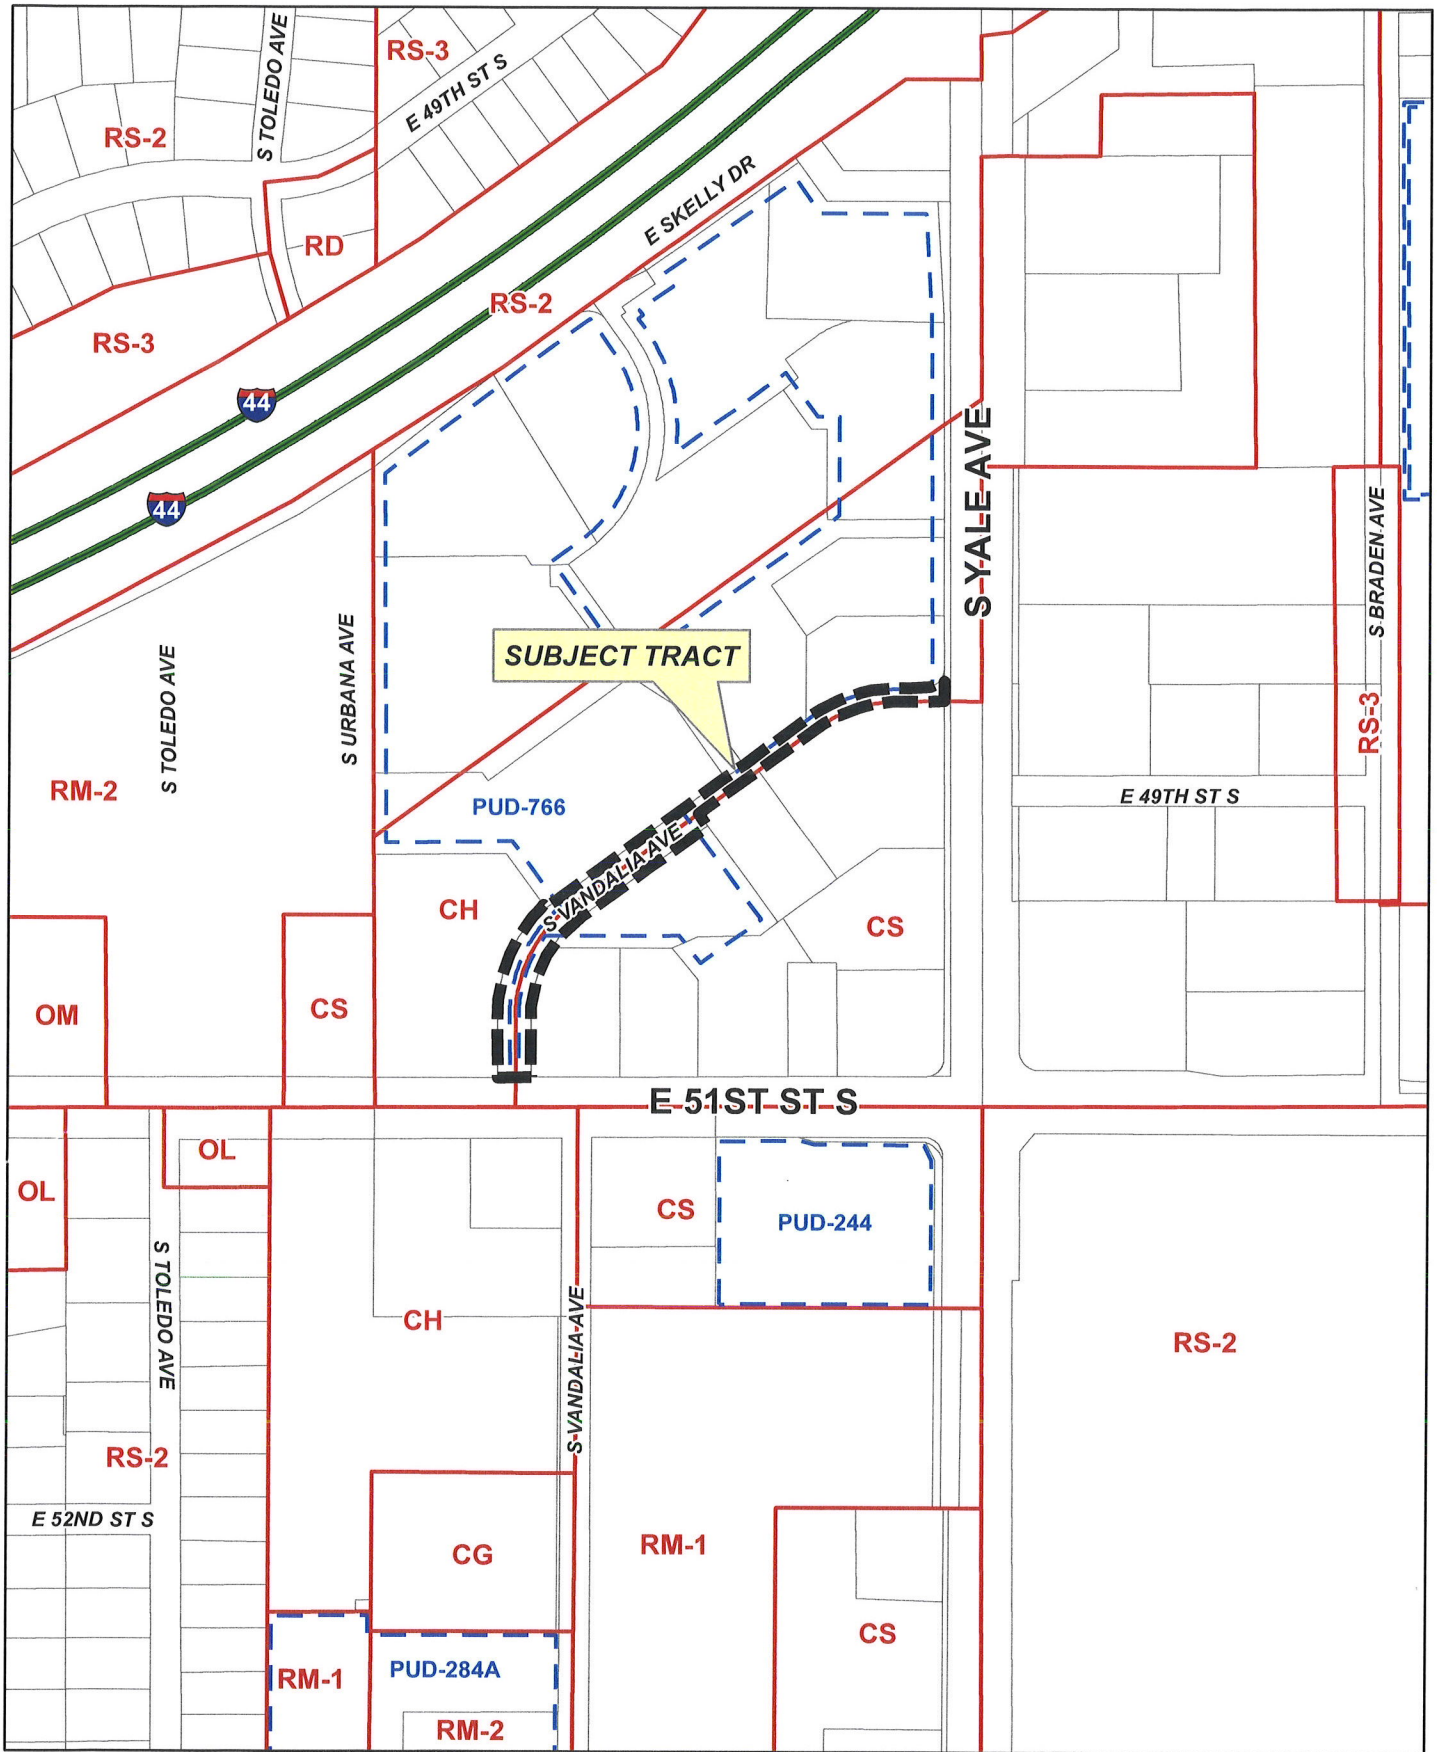 S TOLEDO AVE
RS-3
E 49TH ST S
RS-2
E SKELLY DR
RD
RS-2
RS-3
44
44
S YALE AVE
S BRADEN AVE
S URBANA AVE
S TOLEDO AVE
SUBJECT TRACT
RS-3
RM-2
E 49TH ST S
PUD-766
S VANDALIA AVE
CH
CS
OM
CS
E 51ST ST S
OL
OL
CS
PUD-244
S TOLEDO AVE
CH
S VANDALIA AVE
RS-2
RS-2
E 52ND ST S
CG
RM-1
CS
RM-1
PUD-284A
RM-2